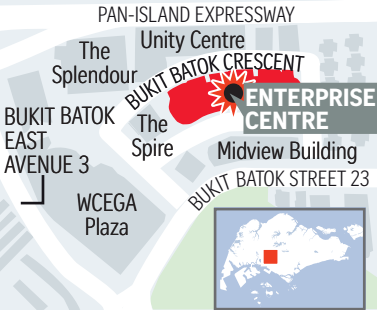 PAN-ISLAND EXPRESSWAY
Unity Centre
The
Splendour
BUKIT BATOK CRESCENT
ENTERPRISE
CENTRE
BUKIT BATOK
EAST
AVENUE 3
The
Spire
Midview Building
BUKIT BATOK STREET 23
WCEGA
Plaza